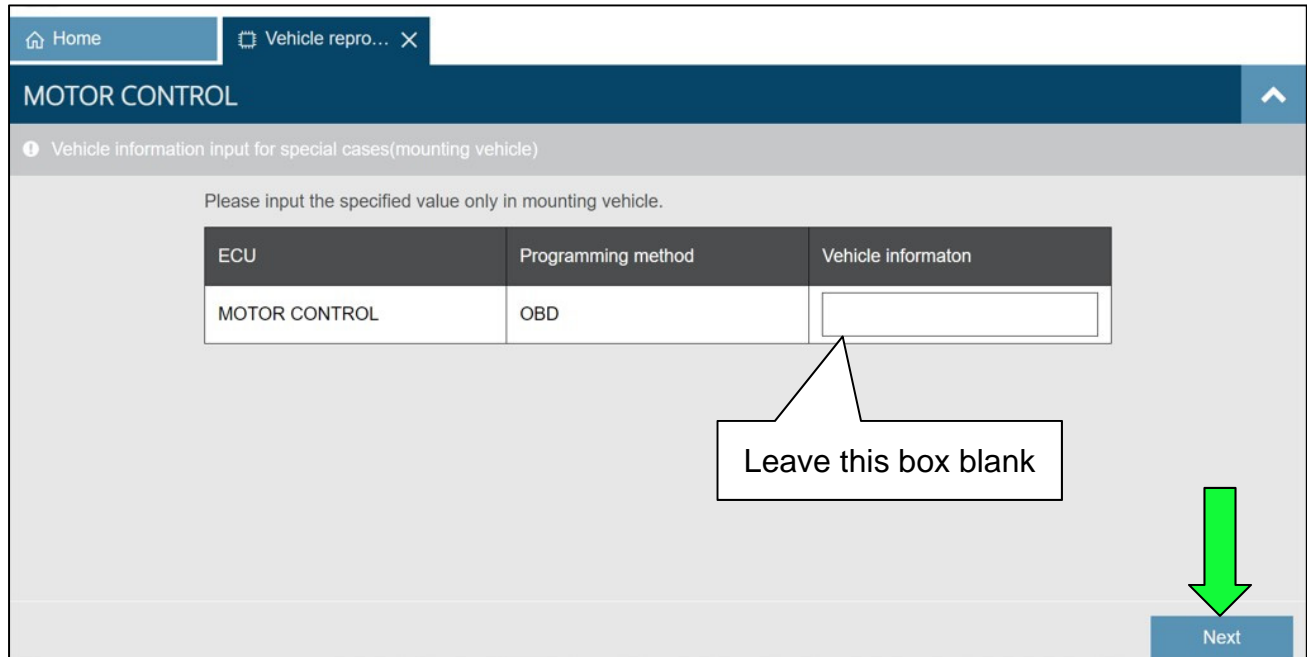 Home
Vehicle repro...
MOTOR CONTROL
Vehicle information input for special cases(mounting vehicle)
Please input the specified value only in mounting vehicle.
ECU Programming method Vehicle informaton
MOTOR CONTROL OBD
Leave this box blank
Next